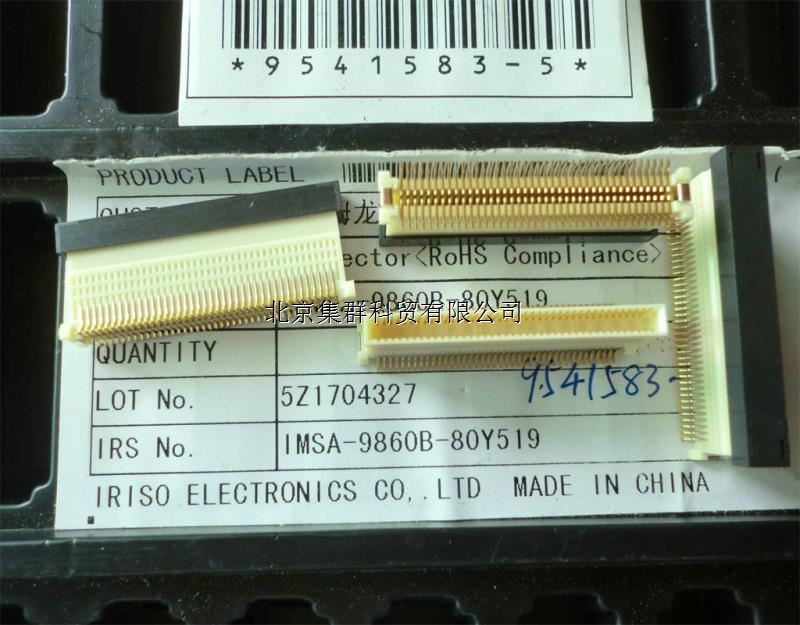 *9541583-5*
PRODUCT LABEL
ector<RoHS Compliance>
-9860B-80Y519
北京集群科贸有限公司
QUANTITY
9541583-
LOT No. 5Z1704327
IRS No. IMSA-9860B-80Y519
IRISO ELECTRONICS CO,.LTD MADE IN CHINA